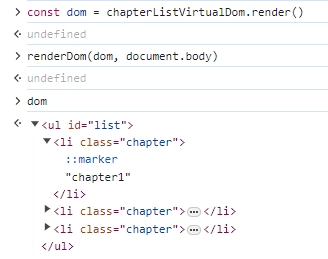 > const dom = chapterListVirtualDom.render()
<· undefined
> renderDom(dom, document.body)
<· undefined
> dom
<· ▼<ul id="list">
▼<li class="chapter">
::marker
"chapter1"
</li>
▶<li class="chapter">⋯</li>
▶<li class="chapter">⋯</li>
</ul>